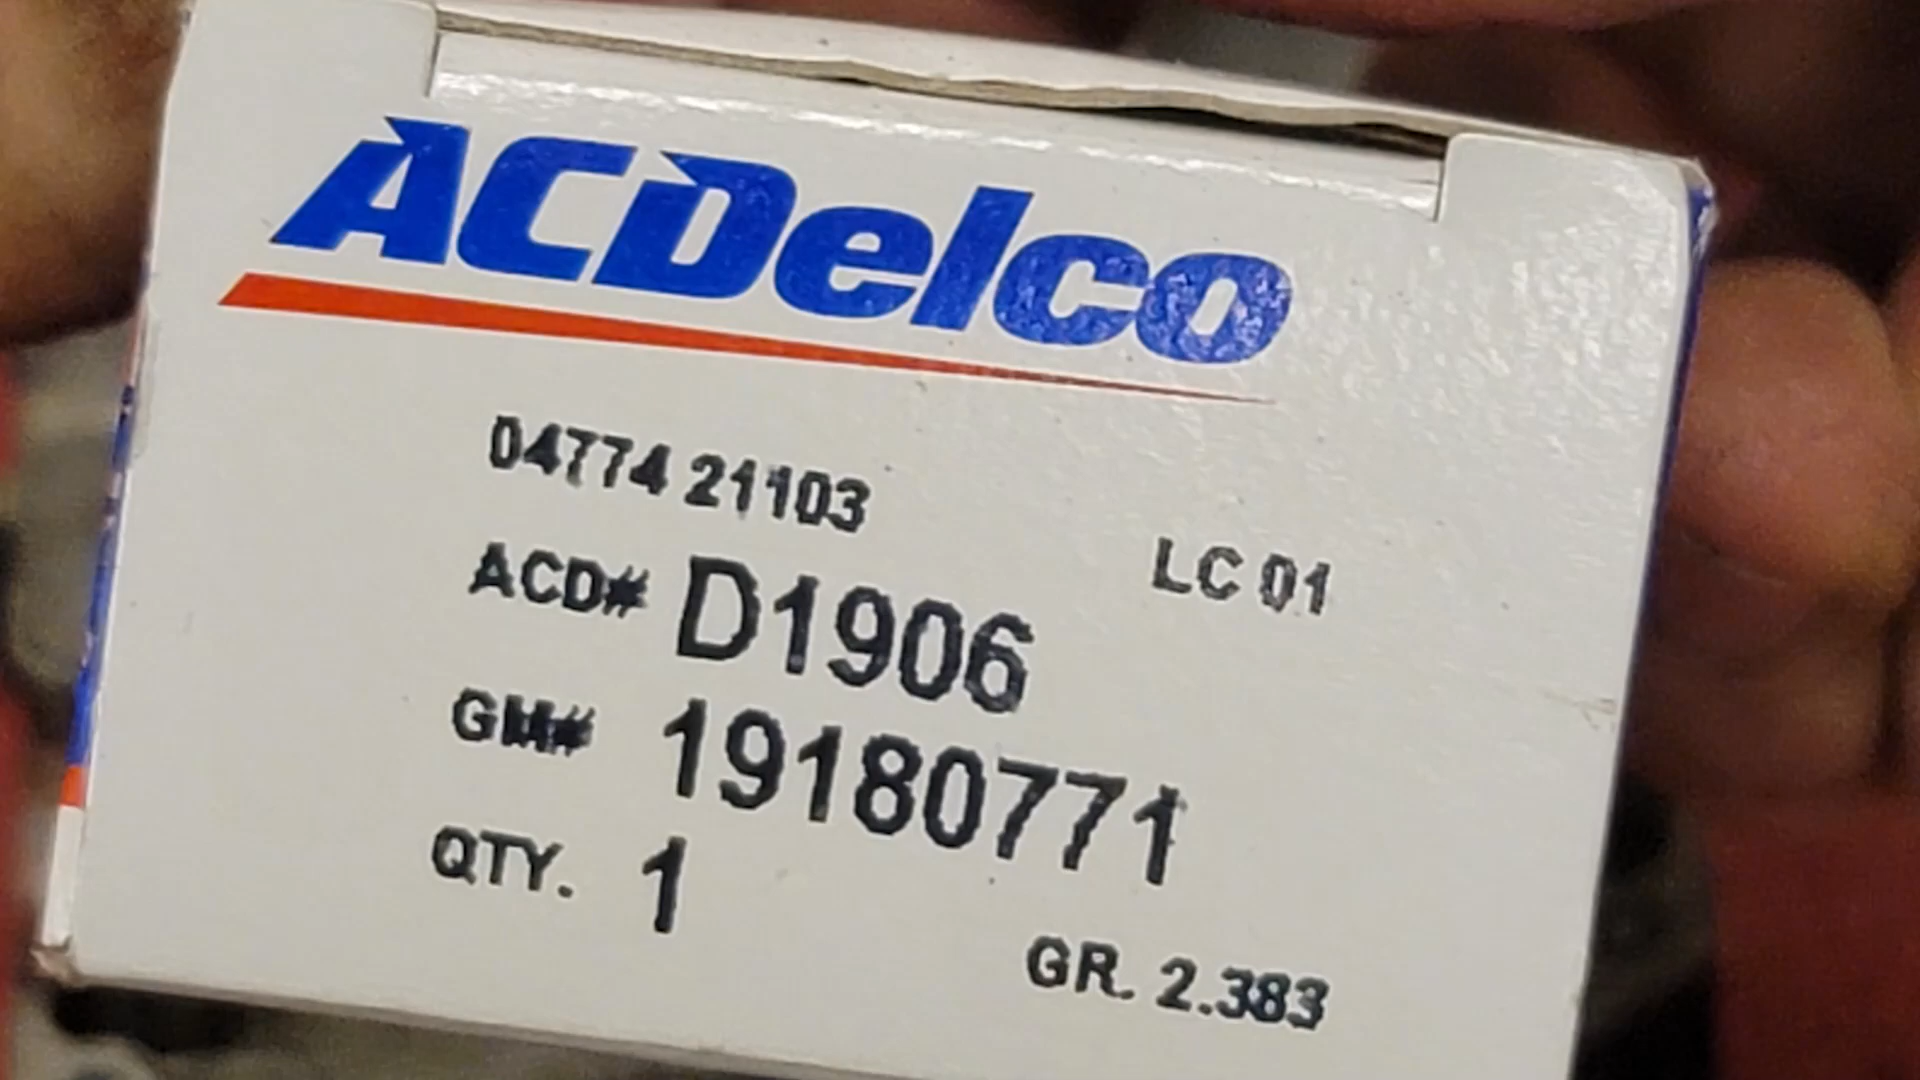 ACDelco
04774 21103
LC 01
ACD# D1906
GM# 19180771
QTY. 1
GR. 2.383